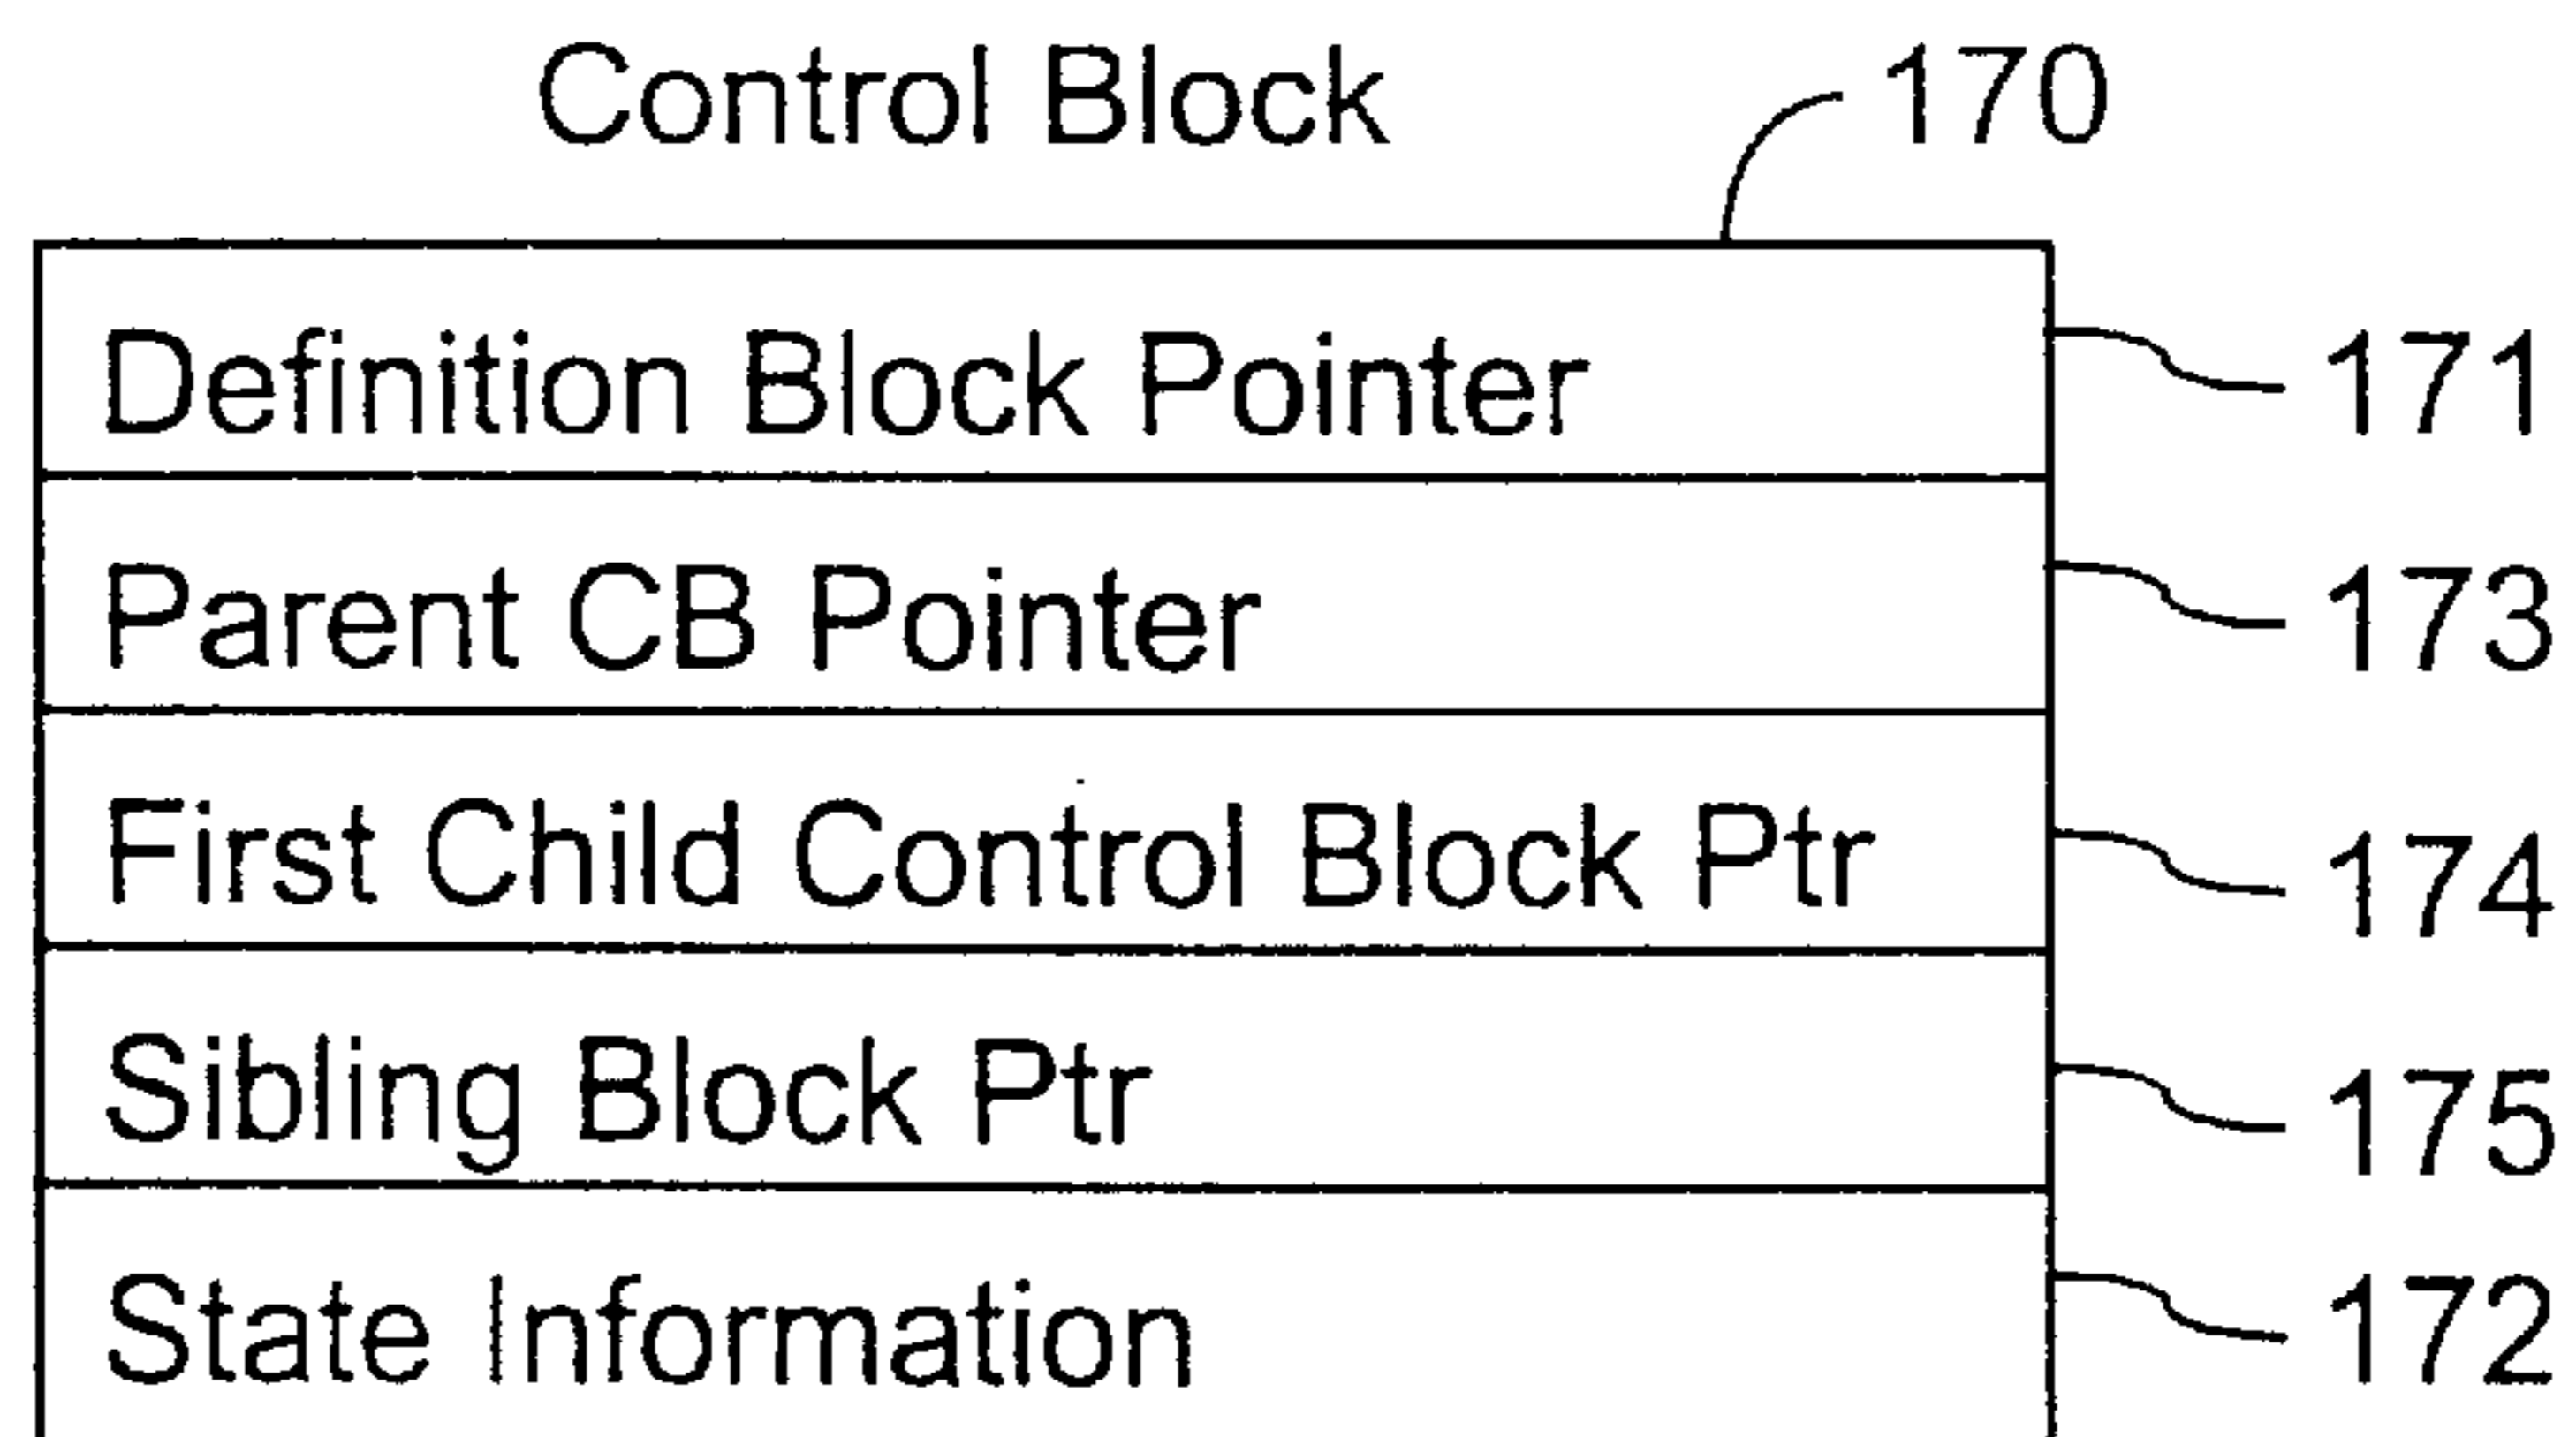 Control Block 170
Definition Block Pointer 171
Parent CB Pointer 173
First Child Control Block Ptr 174
Sibling Block Ptr 175
State Information 172